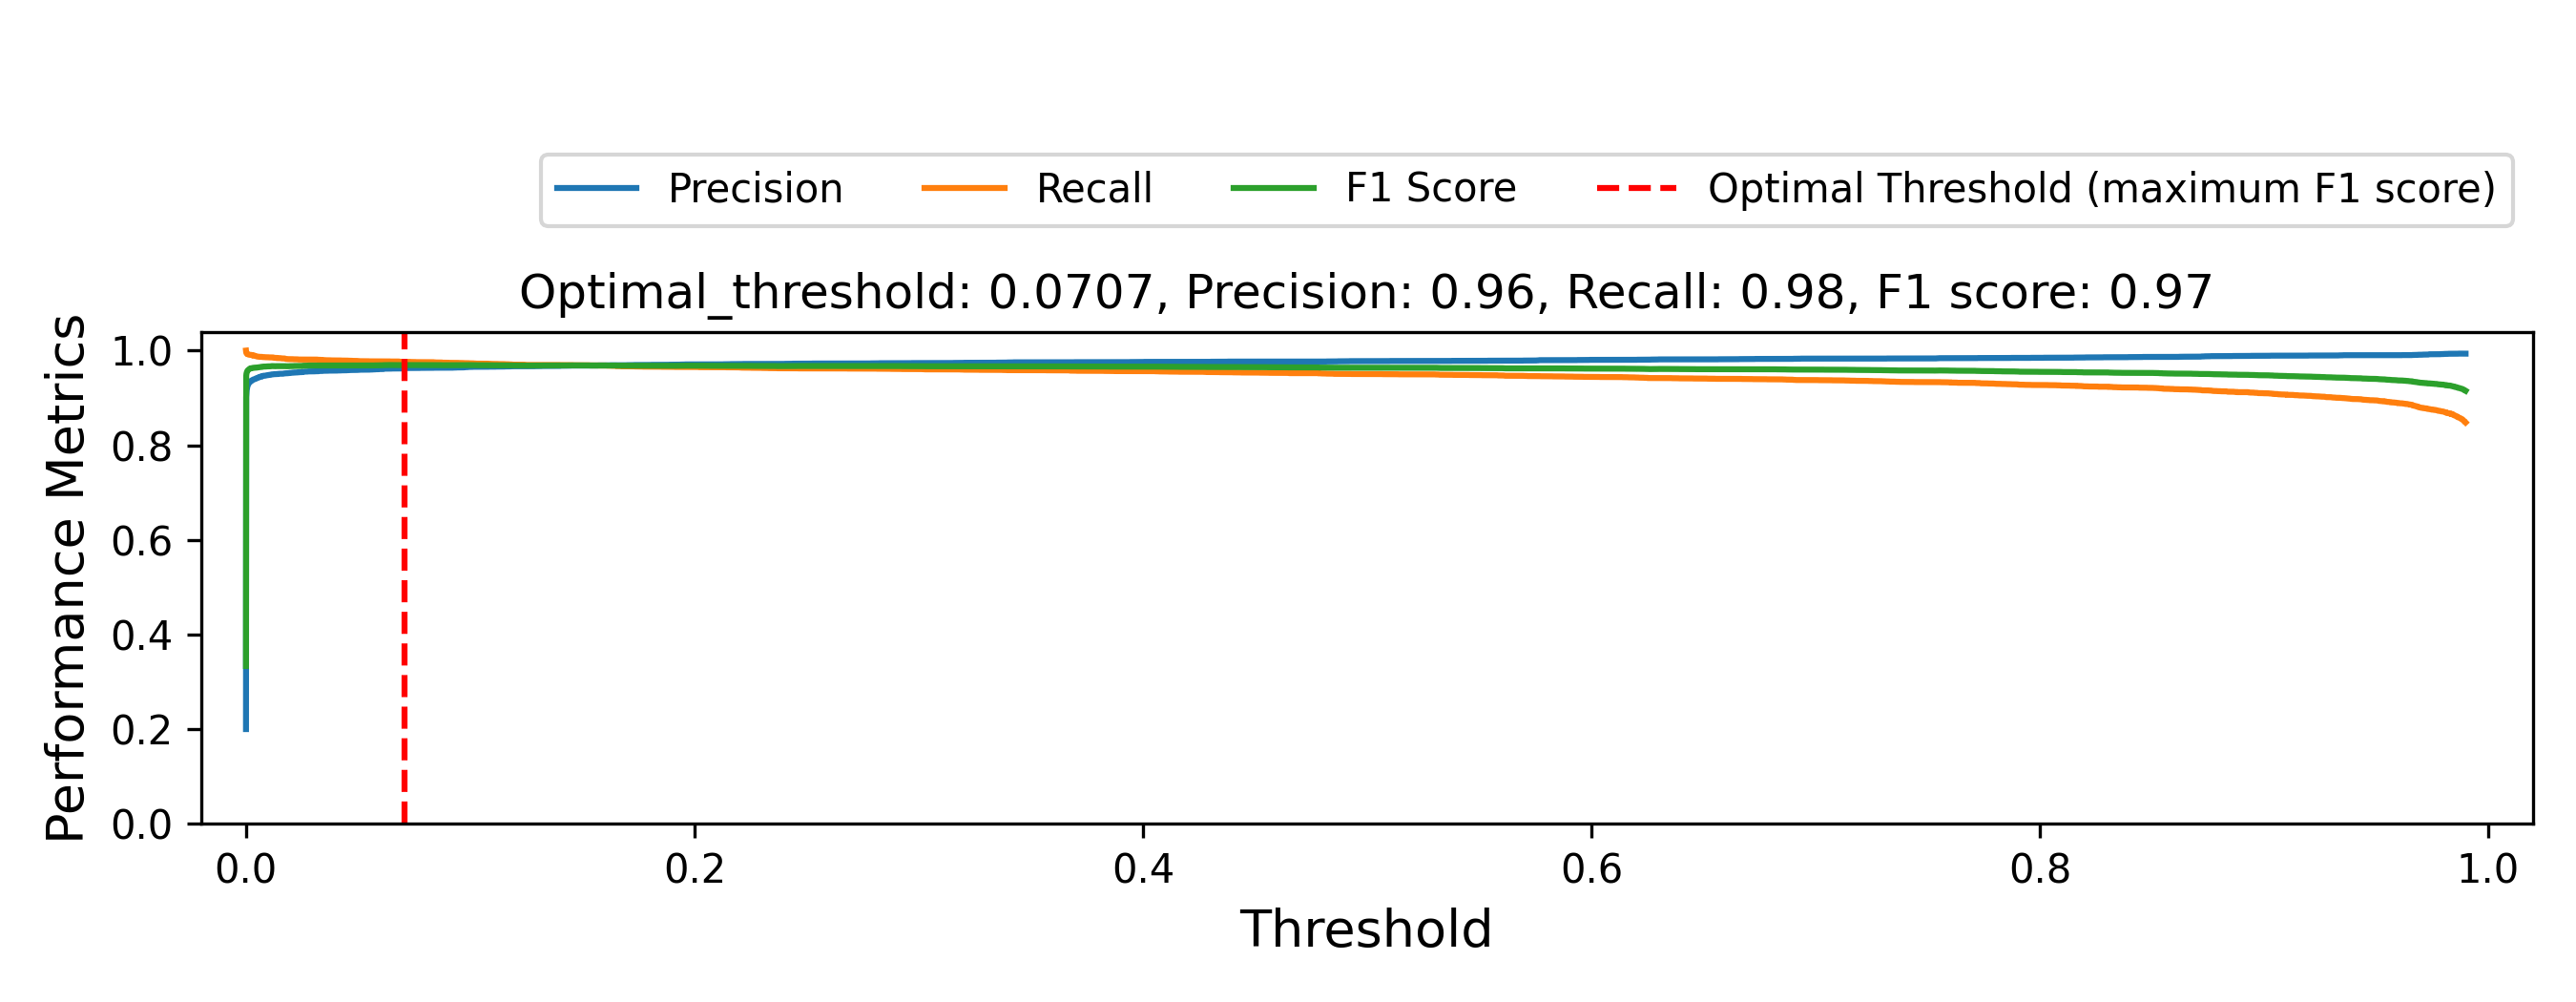 Precision Recall F1 Score Optimal Threshold (maximum F1 score)
Optimal_threshold: 0.0707, Precision: 0.96, Recall: 0.98, F1 score: 0.97
Performance Metrics
1.0
0.8
0.6
0.4
0.2
0.0
0.0 0.2 0.4 0.6 0.8 1.0
Threshold